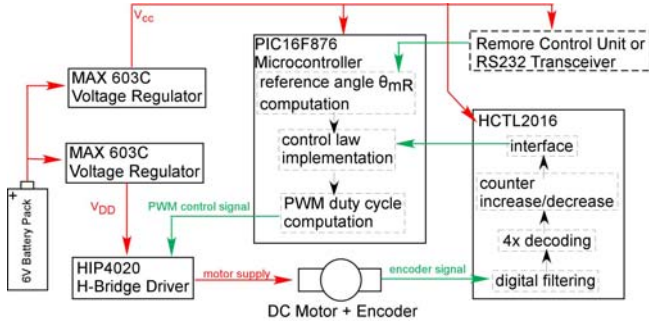 Vcc
PIC16F876
Microcontroller
reference angle θmR
computation
control law
implementation
PWM duty cycle
computation
Remore Control Unit or
RS232 Transceiver
MAX 603C
Voltage Regulator
MAX 603C
Voltage Regulator
HCTL2016
interface
counter
increase/decrease
4x decoding
digital filtering
+
6V Battery Pack
VDD
PWM control signal
HIP4020
H-Bridge Driver
motor supply
encoder signal
DC Motor + Encoder